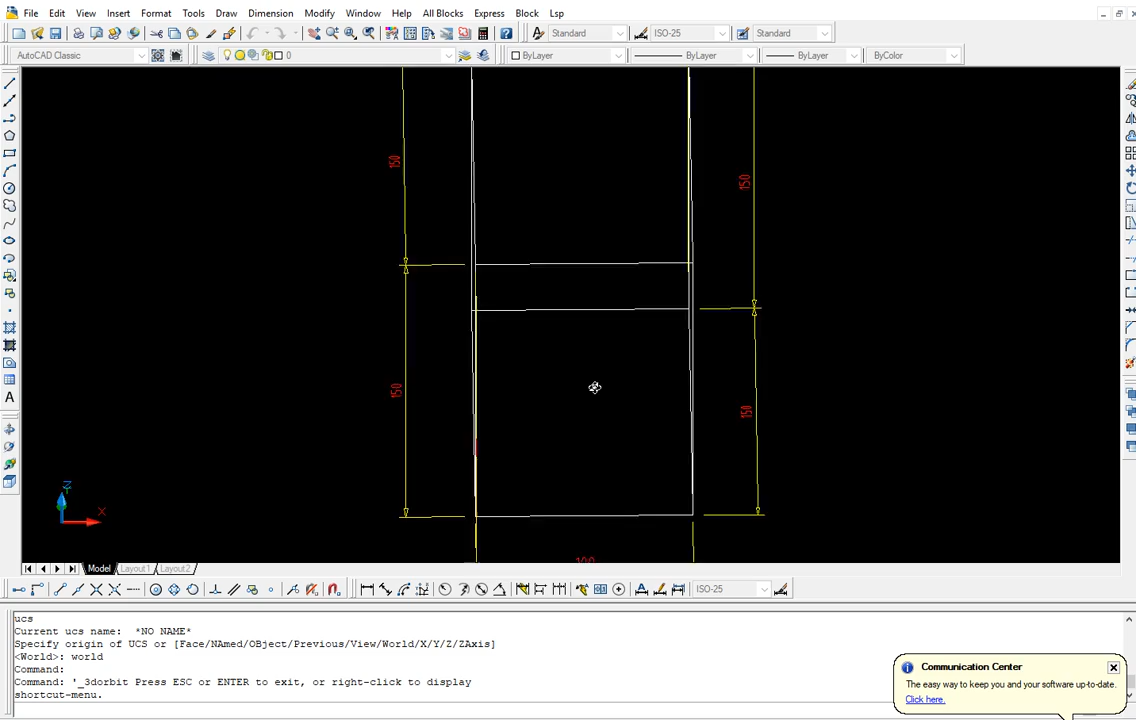 File Edit View Insert Format Tools Draw Dimension Modify Window Help All Blocks Express Block Lsp
Standard ISO-25 Standard
AutoCAD Classic 0 ByLayer ByLayer ByLayer ByColor
A
150
150
150
150
100
Z
X
Model Layout1 Layout2
ISO-25
ucs
Current ucs name:  *NO NAME*
Specify origin of UCS or [Face/NAmed/OBject/Previous/View/World/X/Y/Z/ZAxis]
<World>: world
Command:
Command: '_3dorbit Press ESC or ENTER to exit, or right-click to display
shortcut-menu.
Communication Center
The easy way to keep you and your software up-to-date.
Click here.